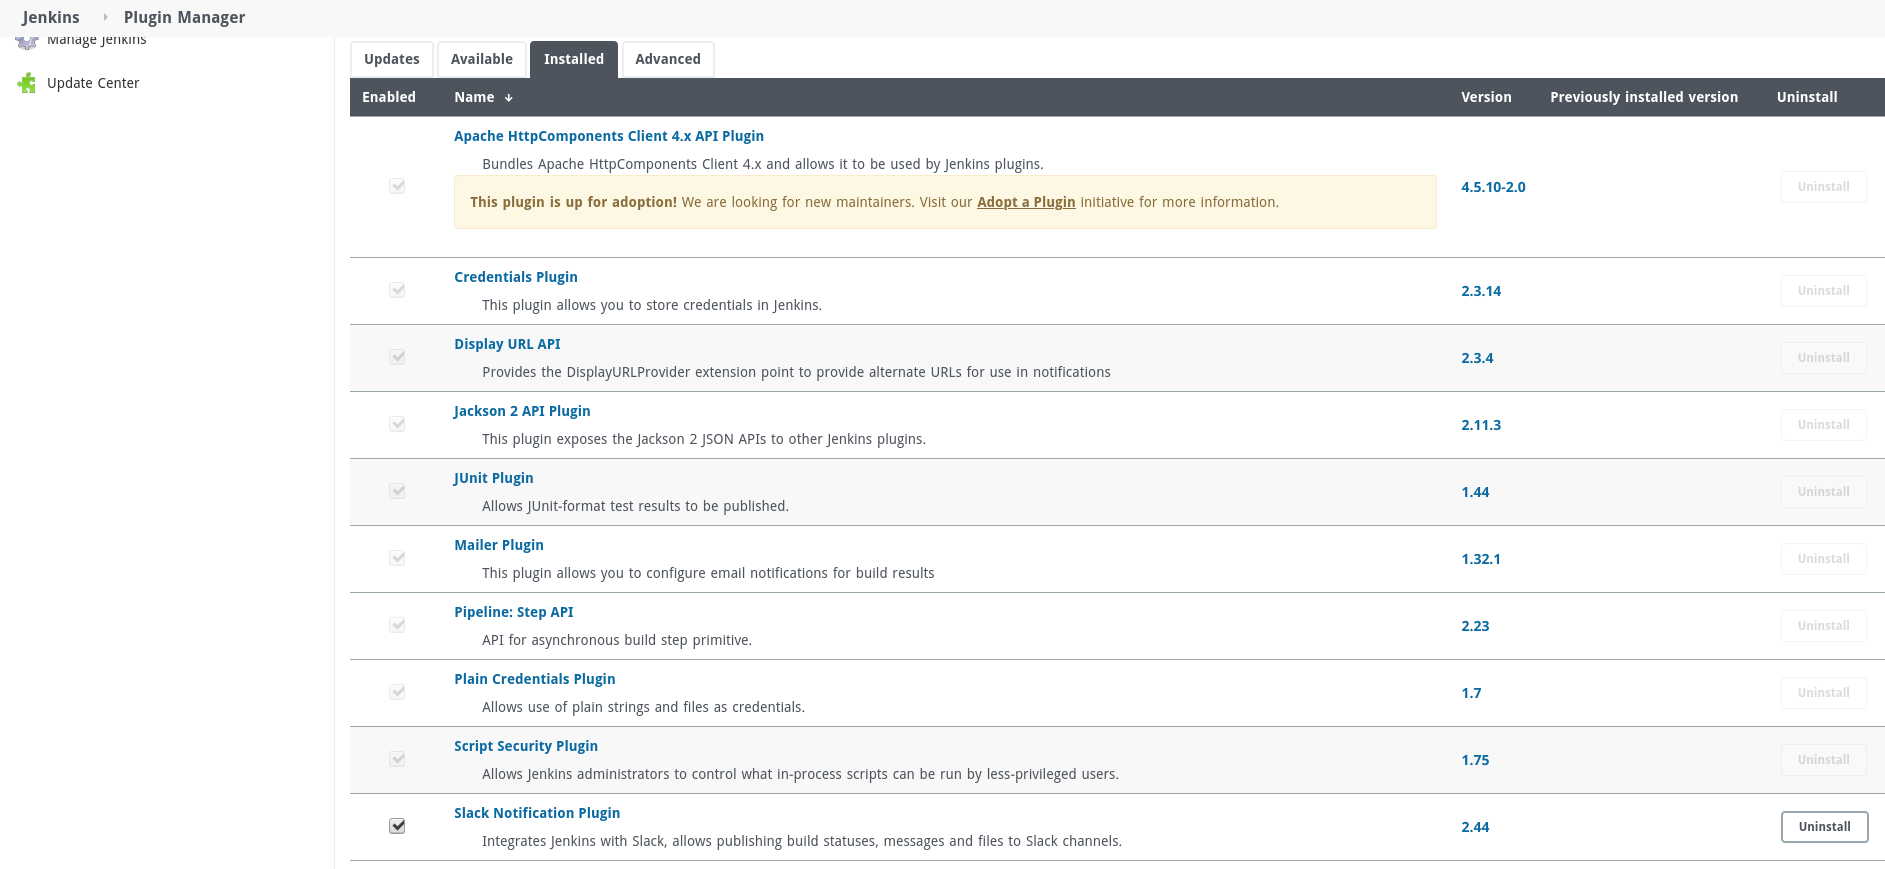 Jenkins Plugin Manager
Manage Jenkins
Update Center
Updates Available Installed Advanced
Enabled Name ↓ Version Previously installed version Uninstall
Apache HttpComponents Client 4.x API Plugin
Bundles Apache HttpComponents Client 4.x and allows it to be used by Jenkins plugins.
This plugin is up for adoption! We are looking for new maintainers. Visit our Adopt a Plugin initiative for more information.
4.5.10-2.0 Uninstall
Credentials Plugin
This plugin allows you to store credentials in Jenkins.
2.3.14 Uninstall
Display URL API
Provides the DisplayURLProvider extension point to provide alternate URLs for use in notifications
2.3.4 Uninstall
Jackson 2 API Plugin
This plugin exposes the Jackson 2 JSON APIs to other Jenkins plugins.
2.11.3 Uninstall
JUnit Plugin
Allows JUnit-format test results to be published.
1.44 Uninstall
Mailer Plugin
This plugin allows you to configure email notifications for build results
1.32.1 Uninstall
Pipeline: Step API
API for asynchronous build step primitive.
2.23 Uninstall
Plain Credentials Plugin
Allows use of plain strings and files as credentials.
1.7 Uninstall
Script Security Plugin
Allows Jenkins administrators to control what in-process scripts can be run by less-privileged users.
1.75 Uninstall
Slack Notification Plugin
Integrates Jenkins with Slack, allows publishing build statuses, messages and files to Slack channels.
2.44 Uninstall